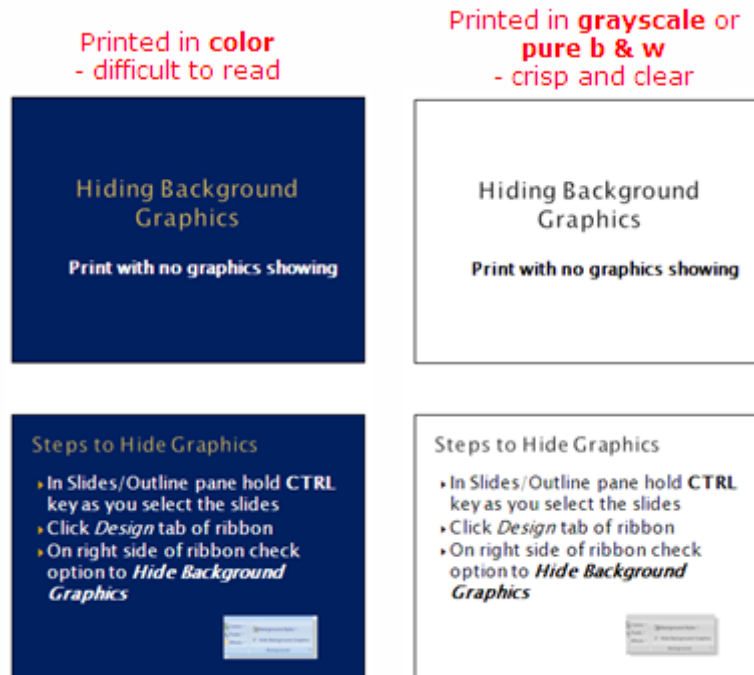 Printed in color
- difficult to read
Hiding Background
Graphics
Print with no graphics showing
Steps to Hide Graphics
In Slides/Outline pane hold CTRL
key as you select the slides
Click Design tab of ribbon
On right side of ribbon check
option to Hide Background
Graphics
Printed in grayscale or
pure b & w
- crisp and clear
Hiding Background
Graphics
Print with no graphics showing
Steps to Hide Graphics
In Slides/Outline pane hold CTRL
key as you select the slides
Click Design tab of ribbon
On right side of ribbon check
option to Hide Background
Graphics